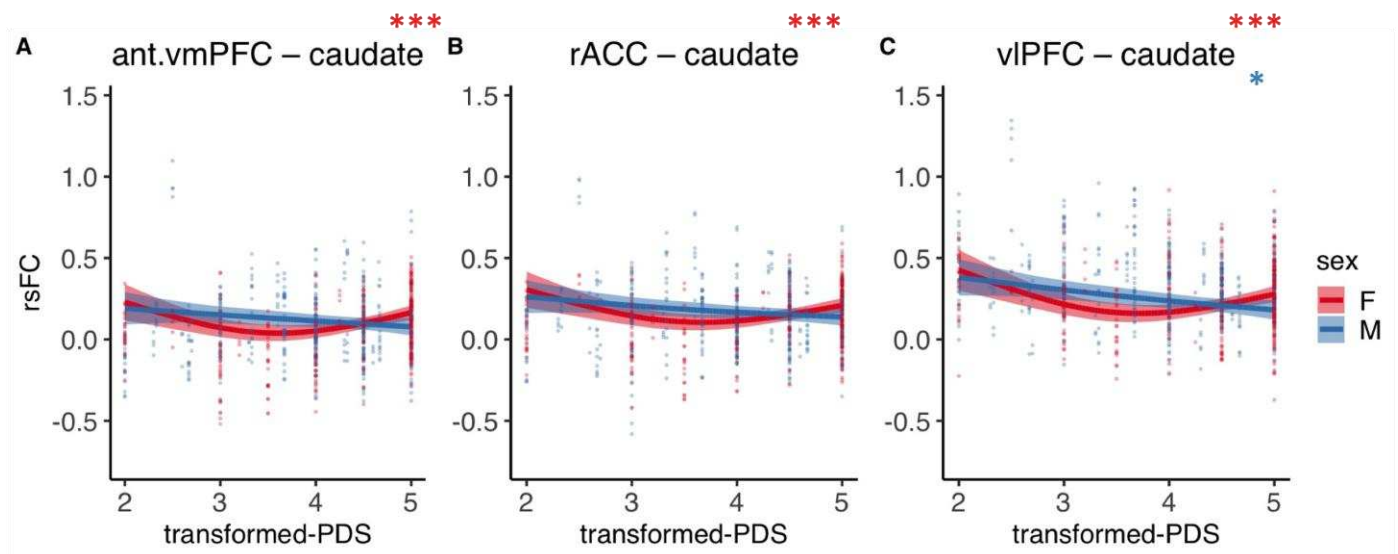 *** *** ***
A ant.vmPFC – caudate B rACC – caudate C vlPFC – caudate
*
1.5 1.5 1.5
1.0 1.0 1.0
0.5 0.5 0.5
0.0 0.0 0.0
-0.5 -0.5 -0.5
rsFC
2 3 4 5 2 3 4 5 2 3 4 5
transformed-PDS transformed-PDS transformed-PDS
sex
F
M